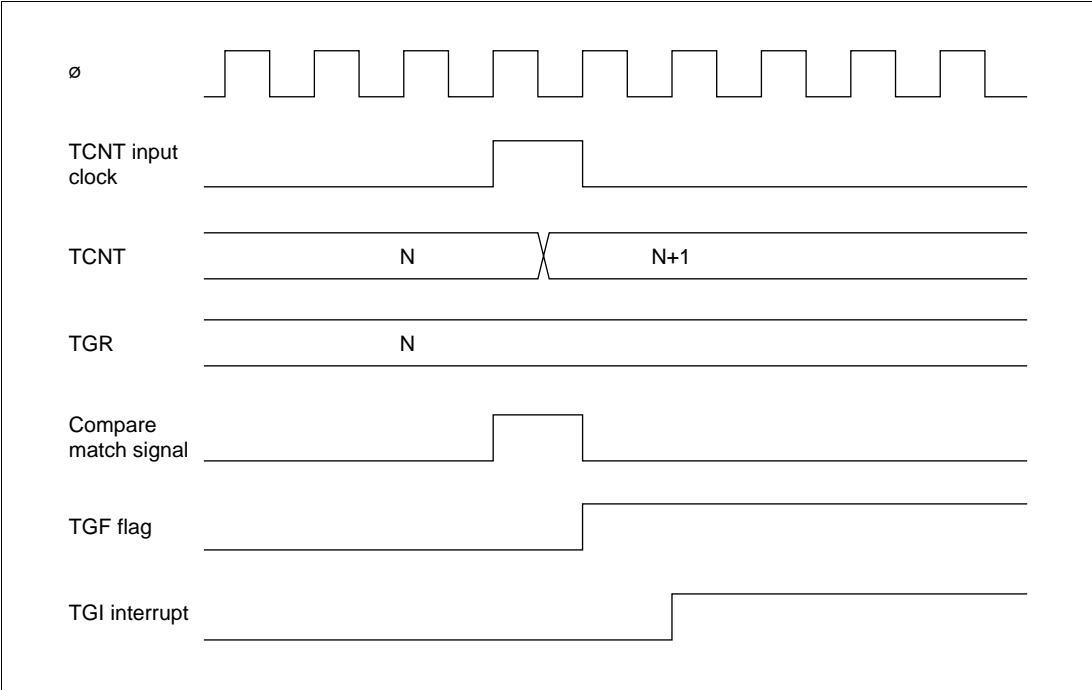 ø
TCNT input
clock
TCNT
N
N+1
TGR
N
Compare
match signal
TGF flag
TGI interrupt